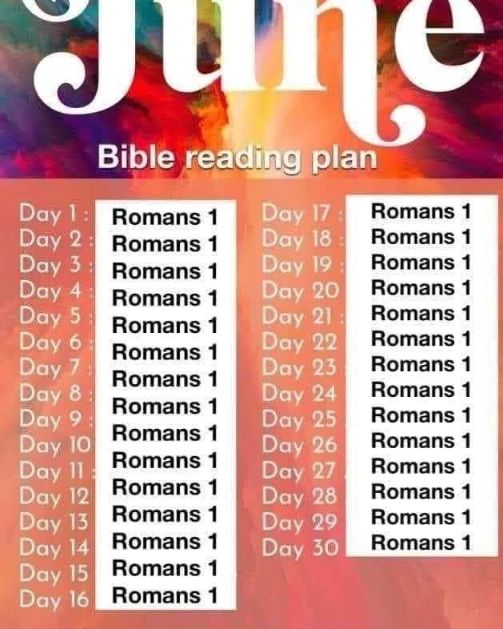 June
Bible reading plan
Day 1 : Romans 1
Day 2 : Romans 1
Day 3 : Romans 1
Day 4 : Romans 1
Day 5 : Romans 1
Day 6 : Romans 1
Day 7 : Romans 1
Day 8 : Romans 1
Day 9 : Romans 1
Day 10 Romans 1
Day 11 : Romans 1
Day 12 Romans 1
Day 13 Romans 1
Day 14 Romans 1
Day 15 Romans 1
Day 16 Romans 1
Day 17 : Romans 1
Day 18 : Romans 1
Day 19 : Romans 1
Day 20 Romans 1
Day 21 : Romans 1
Day 22 Romans 1
Day 23 Romans 1
Day 24 Romans 1
Day 25 Romans 1
Day 26 Romans 1
Day 27 Romans 1
Day 28 Romans 1
Day 29 Romans 1
Day 30 Romans 1